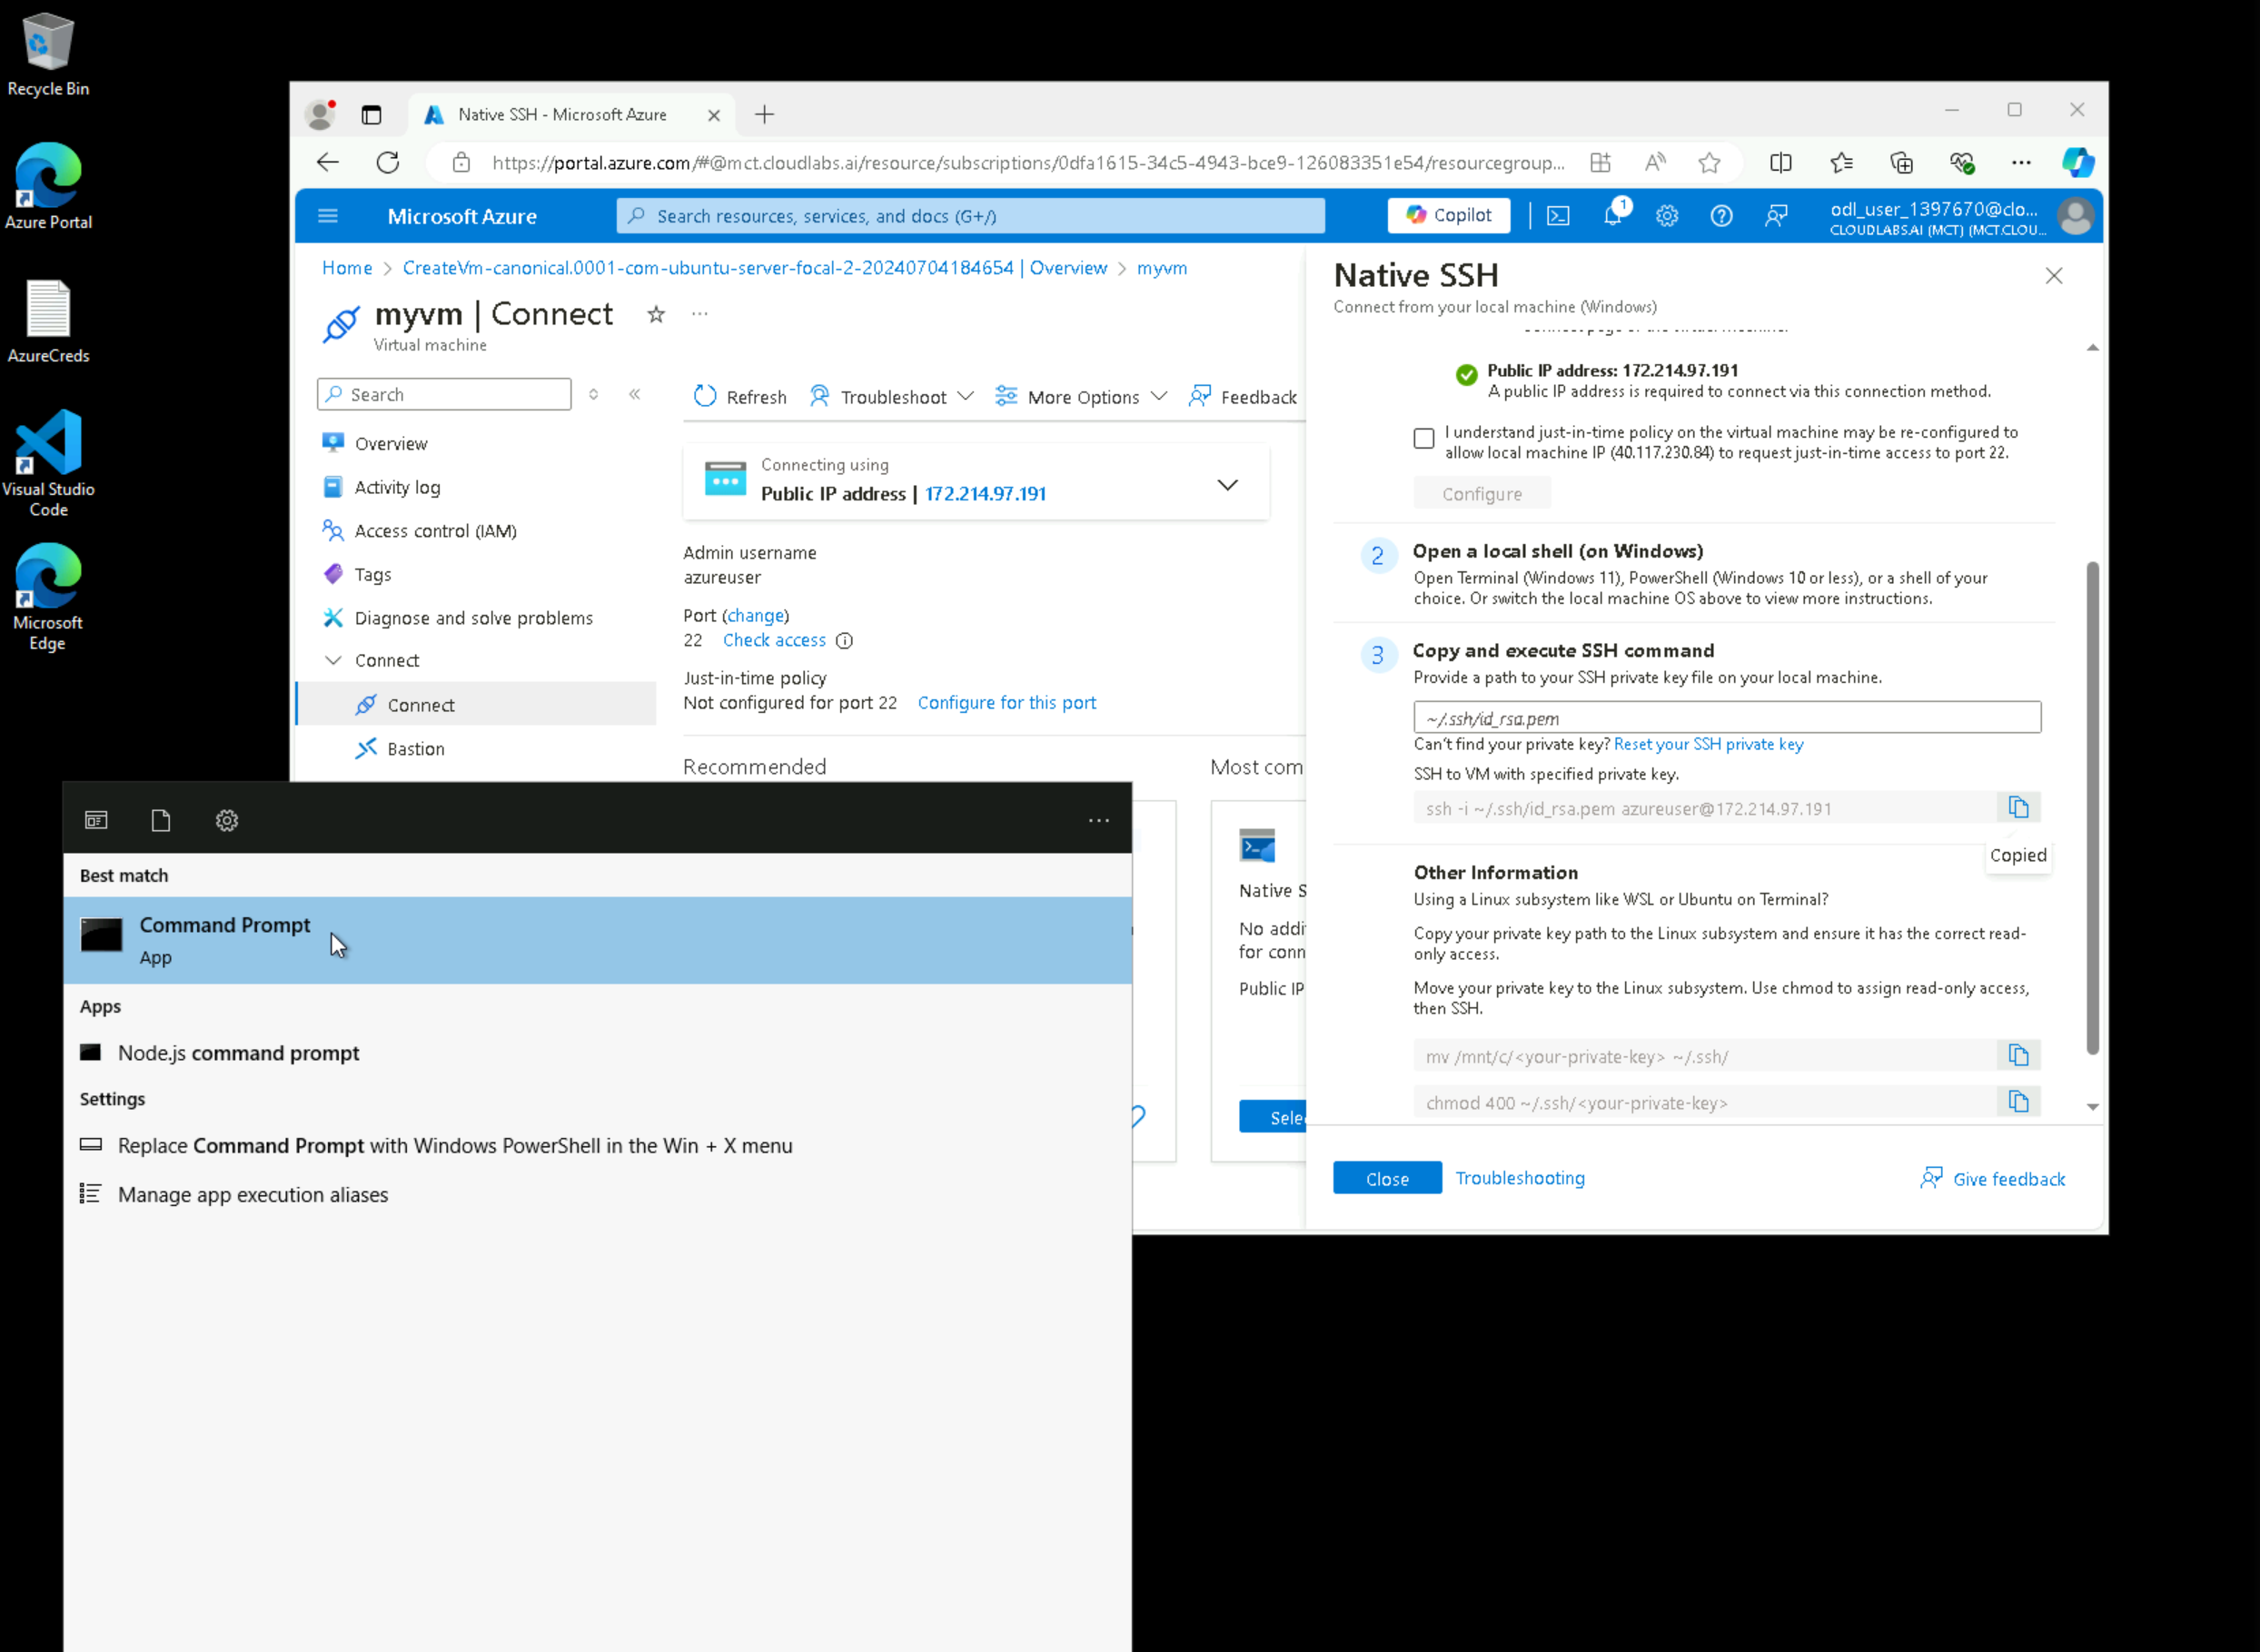 Recycle Bin
Azure Portal
AzureCreds
Visual Studio
Code
Microsoft
Edge
Native SSH - Microsoft Azure
https://portal.azure.com/#@mct.cloudlabs.ai/resource/subscriptions/0dfa1615-34c5-4943-bce9-126083351e54/resourcegroup...
Microsoft Azure
Search resources, services, and docs (G+/)
Copilot
1
odl_user_1397670@clo...
CLOUDLABS.AI (MCT) (MCT.CLOU...
Home > CreateVm-canonical.0001-com-ubuntu-server-focal-2-20240704184654 | Overview > myvm
myvm | Connect
Virtual machine
Search
Overview
Activity log
Access control (IAM)
Tags
Diagnose and solve problems
Connect
Connect
Bastion
Refresh
Troubleshoot
More Options
Feedback
Connecting using
Public IP address | 172.214.97.191
Admin username
azureuser
Port (change)
22 Check access
Just-in-time policy
Not configured for port 22 Configure for this port
Recommended
Most com
Native S
No addi
for conn
Public IP
Sele
Native SSH
Connect from your local machine (Windows)
Public IP address: 172.214.97.191
A public IP address is required to connect via this connection method.
I understand just-in-time policy on the virtual machine may be re-configured to
allow local machine IP (40.117.230.84) to request just-in-time access to port 22.
Configure
2 Open a local shell (on Windows)
Open Terminal (Windows 11), PowerShell (Windows 10 or less), or a shell of your
choice. Or switch the local machine OS above to view more instructions.
3 Copy and execute SSH command
Provide a path to your SSH private key file on your local machine.
~/.ssh/id_rsa.pem
Can't find your private key? Reset your SSH private key
SSH to VM with specified private key.
ssh -i ~/.ssh/id_rsa.pem azureuser@172.214.97.191
Copied
Other Information
Using a Linux subsystem like WSL or Ubuntu on Terminal?
Copy your private key path to the Linux subsystem and ensure it has the correct read-
only access.
Move your private key to the Linux subsystem. Use chmod to assign read-only access,
then SSH.
mv /mnt/c/<your-private-key> ~/.ssh/
chmod 400 ~/.ssh/<your-private-key>
Close
Troubleshooting
Give feedback
Best match
Command Prompt
App
Apps
Node.js command prompt
Settings
Replace Command Prompt with Windows PowerShell in the Win + X menu
Manage app execution aliases